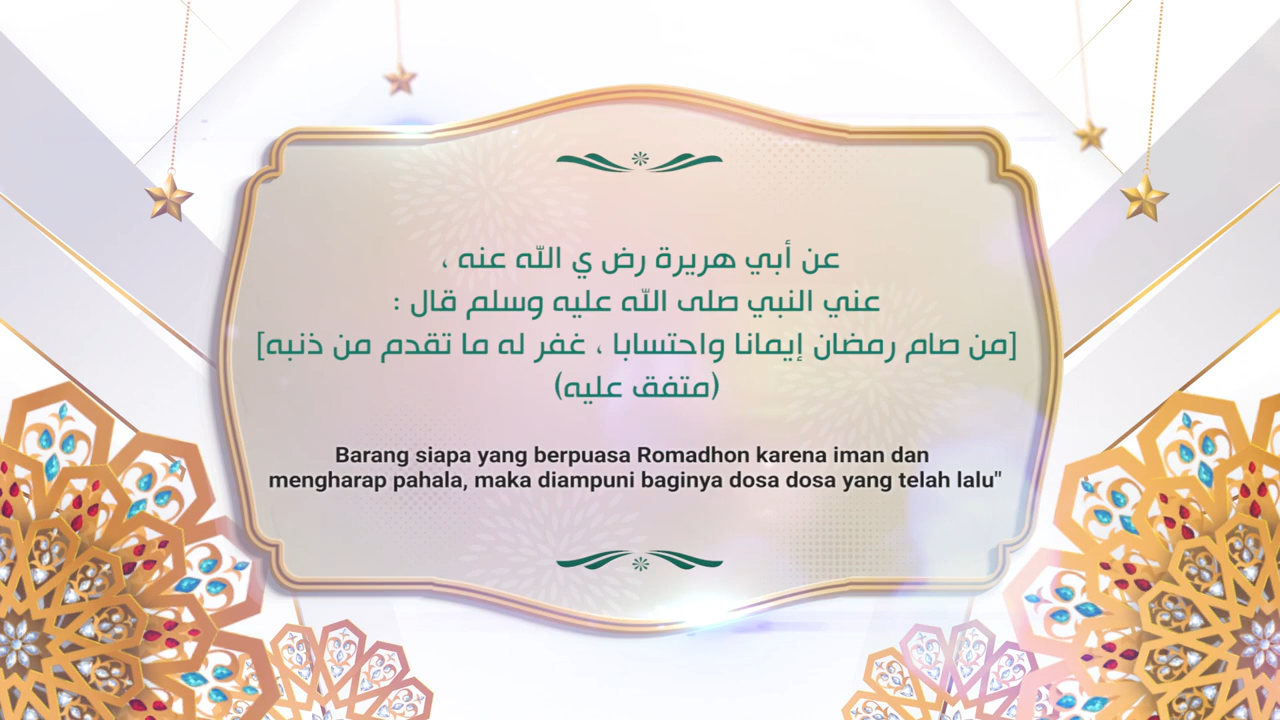 عن أبي هريرة رض ي الله عنه ،
عني النبي صلى الله عليه وسلم قال :
[من صام رمضان إيمانا واحتسابا ، غفر له ما تقدم من ذنبه]
(متفق عليه)
Barang siapa yang berpuasa Romadhon karena iman dan
mengharap pahala, maka diampuni baginya dosa dosa yang telah lalu"